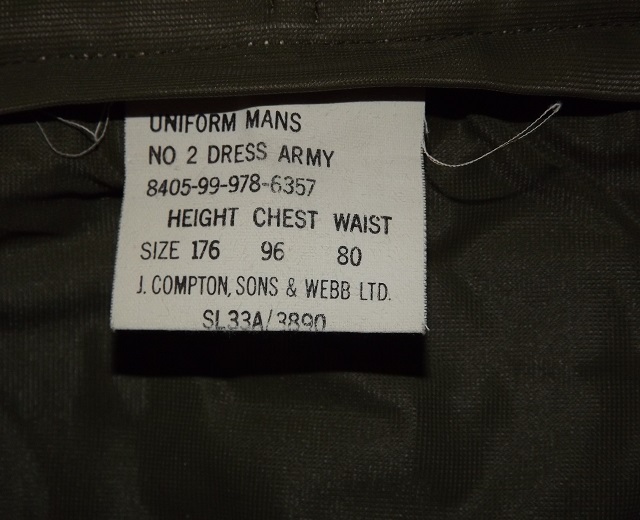 UNIFORM MANS
NO 2 DRESS ARMY
8405-99-978-6357
HEIGHT CHEST WAIST
SIZE 176 96 80
J. COMPTON, SONS & WEBB LTD.
SL33A/3890